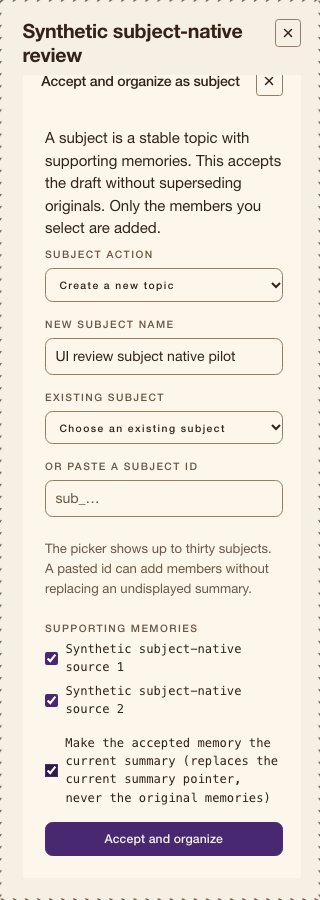 Synthetic subject-native
review
✕
Accept and organize as subject
✕
A subject is a stable topic with
supporting memories. This accepts
the draft without superseding
originals. Only the members you
select are added.
SUBJECT ACTION
Create a new topic
NEW SUBJECT NAME
UI review subject native pilot
EXISTING SUBJECT
Choose an existing subject
OR PASTE A SUBJECT ID
sub_...
The picker shows up to thirty subjects.
A pasted id can add members without
replacing an undisplayed summary.
SUPPORTING MEMORIES
Synthetic subject-native
source 1
Synthetic subject-native
source 2
Make the accepted memory the
current summary (replaces the
current summary pointer,
never the original memories)
Accept and organize